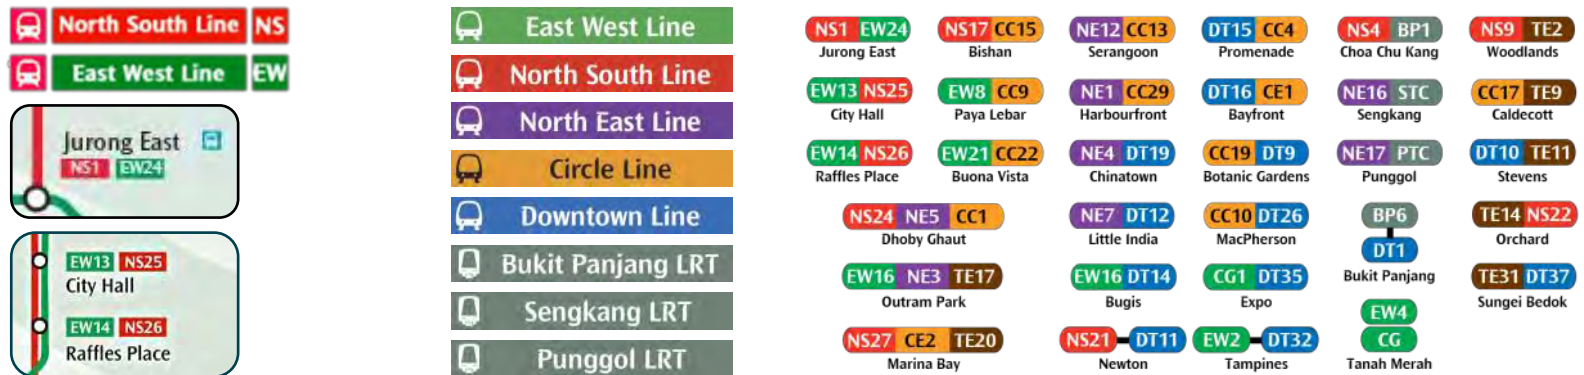 North South Line NS
East West Line EW
Jurong East
NS1 EW24
EW13 NS25
City Hall
EW14 NS26
Raffles Place
East West Line
North South Line
North East Line
Circle Line
Downtown Line
Bukit Panjang LRT
Sengkang LRT
Punggol LRT
NS1 EW24 NS17 CC15 NE12 CC13 DT15 CC4 NS4 BP1 NS9 TE2
Jurong East Bishan Serangoon Promenade Choa Chu Kang Woodlands
EW13 NS25 EW8 CC9 NE1 CC29 DT16 CE1 NE16 STC CC17 TE9
City Hall Paya Lebar Harbourfront Bayfront Sengkang Caldecott
EW14 NS26 EW21 CC22 NE4 DT19 CC19 DT9 NE17 PTC DT10 TE11
Raffles Place Buona Vista Chinatown Botanic Gardens Punggol Stevens
NS24 NE5 CC1 NE7 DT12 CC10 DT26 BP6 TE14 NS22
Dhoby Ghaut Little India MacPherson DT1 Orchard
Bukit Panjang
EW16 NE3 TE17 EW16 DT14 CG1 DT35 TE31 DT37
Outram Park Bugis Expo Sungei Bedok
NS27 CE2 TE20 NS21 DT11 EW2 DT32 EW4
CG
Marina Bay Newton Tampines Tanah Merah